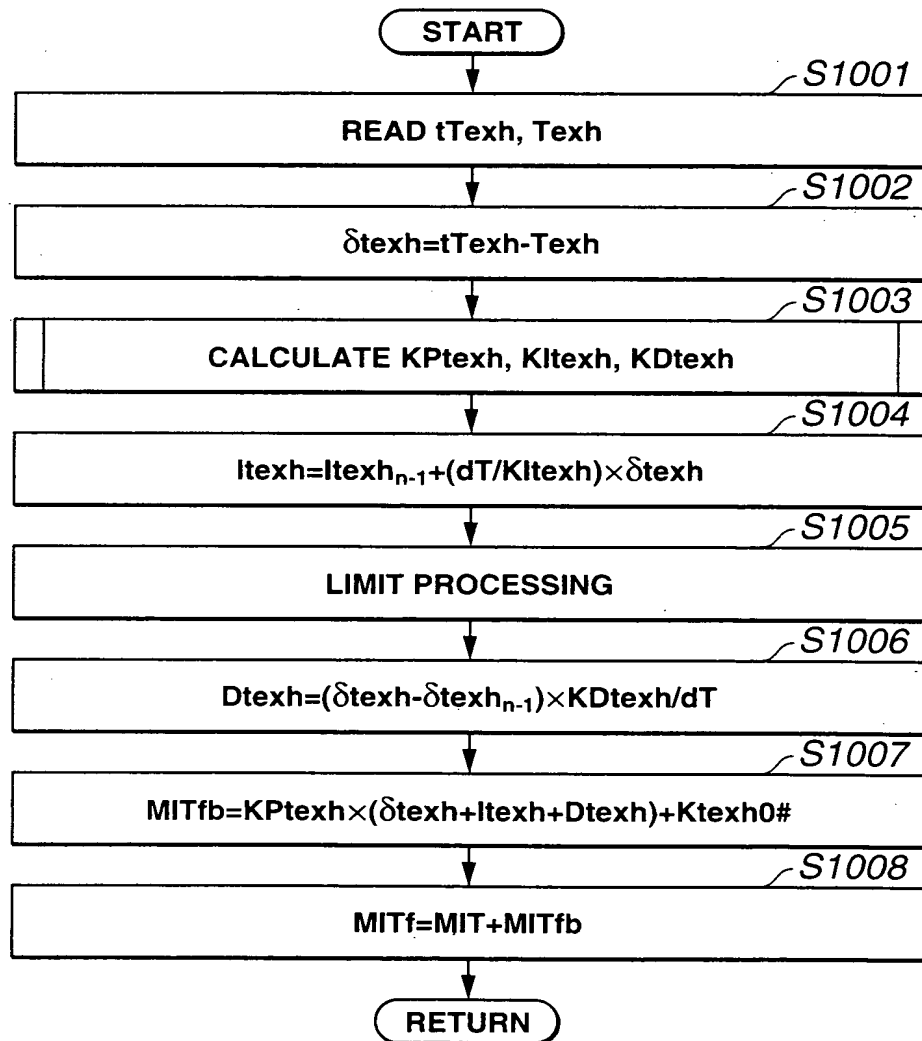 START
S1001
READ tTexh, Texh
S1002
δtexh=tTexh-Texh
S1003
CALCULATE KPtexh, KItexh, KDtexh
S1004
Itexh=Itexhn-1+(dT/KItexh)×δtexh
S1005
LIMIT PROCESSING
S1006
Dtexh=(δtexh-δtexhn-1)×KDtexh/dT
S1007
MITfb=KPtexh×(δtexh+Itexh+Dtexh)+Ktexh0#
S1008
MITf=MIT+MITfb
RETURN